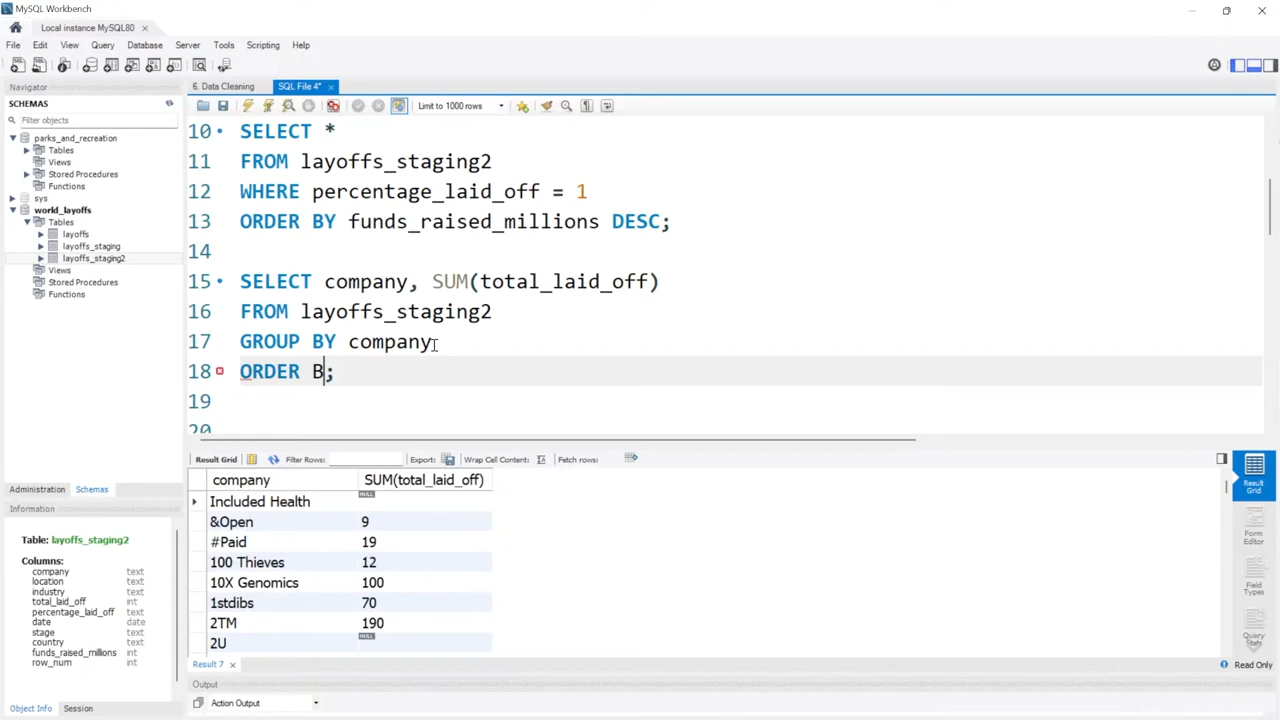 MySQL Workbench
Local instance MySQL80
File Edit View Query Database Server Tools Scripting Help
Navigator
SCHEMAS
Filter objects
parks_and_recreation
Tables
Views
Stored Procedures
Functions
sys
world_layoffs
Tables
layoffs
layoffs_staging
layoffs_staging2
Views
Stored Procedures
Functions
Administration Schemas
Information
Table: layoffs_staging2
Columns:
company text
location text
industry text
total_laid_off int
percentage_laid_off text
date date
stage text
country text
funds_raised_millions int
row_num int
Object Info Session
6. Data Cleaning SQL File 4*
Limit to 1000 rows
10 SELECT *
11 FROM layoffs_staging2
12 WHERE percentage_laid_off = 1
13 ORDER BY funds_raised_millions DESC;
14
15 SELECT company, SUM(total_laid_off)
16 FROM layoffs_staging2
17 GROUP BY company
18 ORDER B;
19
20
Result Grid Filter Rows: Export: Wrap Cell Content: Fetch rows:
company SUM(total_laid_off)
Included Health NULL
&Open 9
#Paid 19
100 Thieves 12
10X Genomics 100
1stdibs 70
2TM 190
2U NULL
Result Grid
Form Editor
Field Types
Query Stats
Result 7
Read Only
Output
Action Output